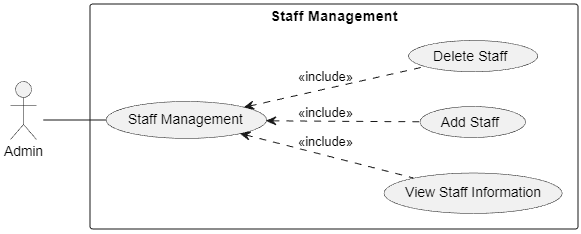 Staff Management
Delete Staff
«include»
Staff Management
«include»
Add Staff
Admin
«include»
View Staff Information